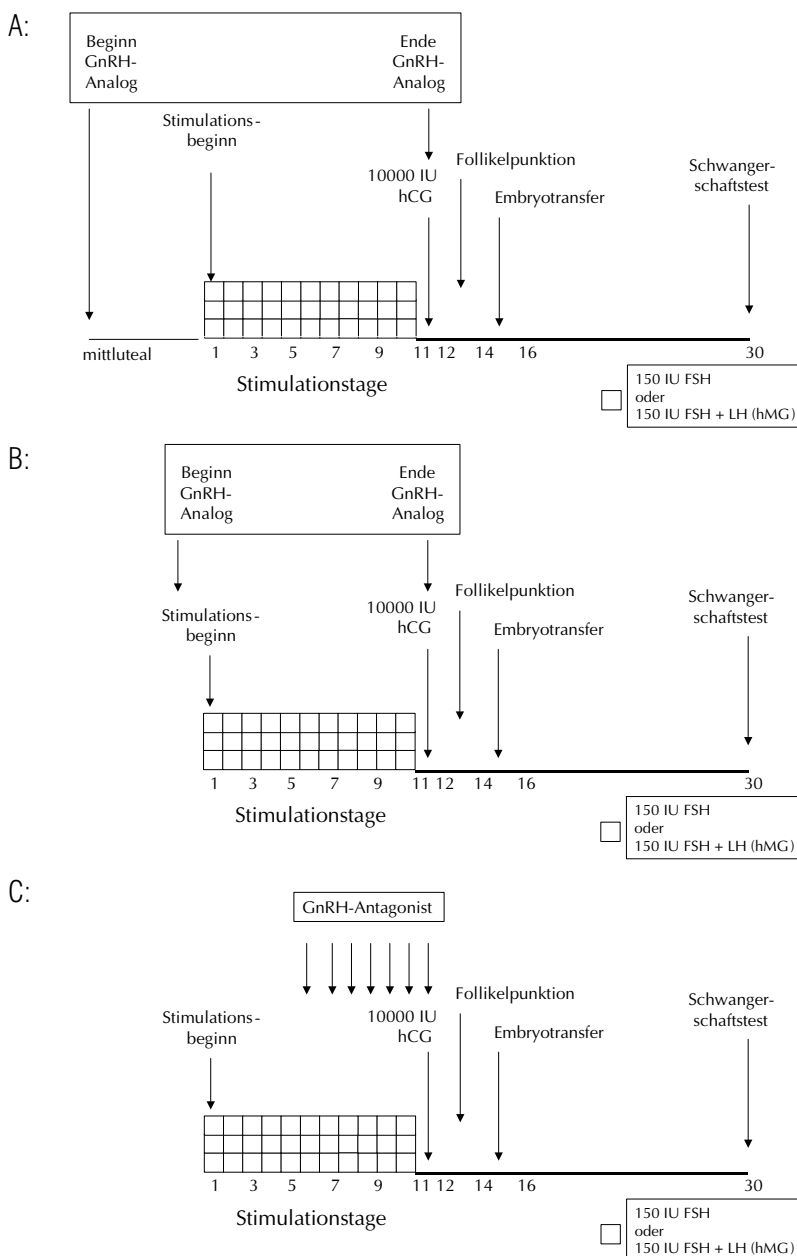 A:
Beginn
GnRH-
Analog
Ende
GnRH-
Analog
Stimulations-
beginn
10000 IU
hCG
Follikelpunktion
Embryotransfer
Schwanger-
schaftstest
mittluteal
1 3 5 7 9 11 12 14 16 30
Stimulationstage
150 IU FSH
oder
150 IU FSH + LH (hMG)
B:
Beginn
GnRH-
Analog
Ende
GnRH-
Analog
Stimulations-
beginn
10000 IU
hCG
Follikelpunktion
Embryotransfer
Schwanger-
schaftstest
1 3 5 7 9 11 12 14 16 30
Stimulationstage
150 IU FSH
oder
150 IU FSH + LH (hMG)
C:
GnRH-Antagonist
Stimulations-
beginn
10000 IU
hCG
Follikelpunktion
Embryotransfer
Schwanger-
schaftstest
1 3 5 7 9 11 12 14 16 30
Stimulationstage
150 IU FSH
oder
150 IU FSH + LH (hMG)